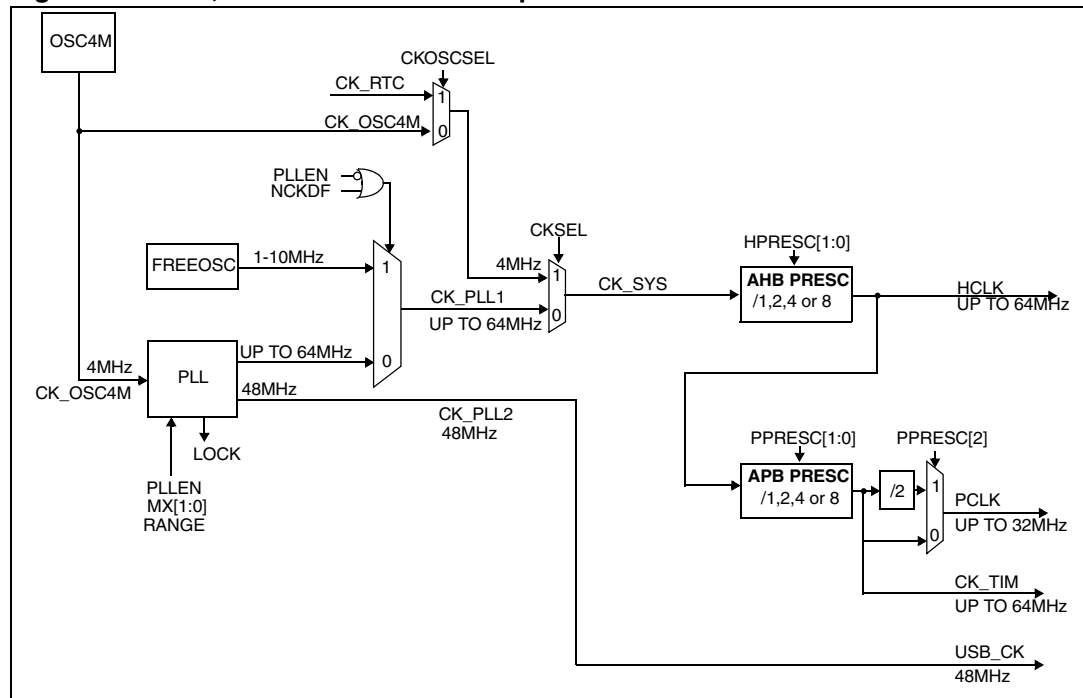 OSC4M
CKOSCSEL
CK_RTC
1
CK_OSC4M
0
PLLEN
NCKDF
CKSEL
HPRESC[1:0]
FREEOSC
1-10MHz
1
4MHz
1
CK_SYS
AHB PRESC
/1,2,4 or 8
HCLK
UP TO 64MHz
CK_PLL1
UP TO 64MHz
0
UP TO 64MHz
0
4MHz
CK_OSC4M
PLL
48MHz
CK_PLL2
48MHz
LOCK
PLLEN
MX[1:0]
RANGE
PPRESC[1:0]
PPRESC[2]
APB PRESC
/1,2,4 or 8
/2
1
0
PCLK
UP TO 32MHz
CK_TIM
UP TO 64MHz
USB_CK
48MHz